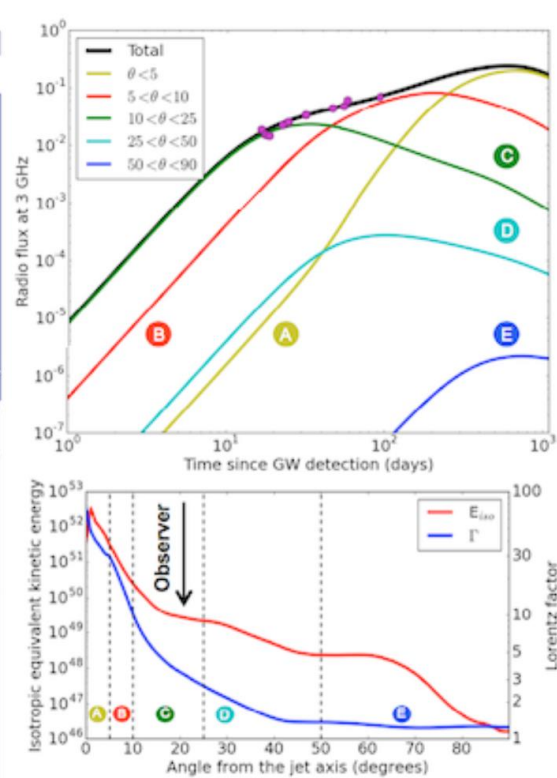 Total
θ<5
5<θ<10
10<θ<25
25<θ<50
50<θ<90
Radio flux at 3 GHz
10^0
10^-1
10^-2
10^-3
10^-4
10^-5
10^-6
10^-7
A
B
C
D
E
10^0 10^1 10^2 10^3
Time since GW detection (days)
Isotropic equivalent kinetic energy
10^53
10^52
10^51
10^50
10^49
10^48
10^47
10^46
Observer
E_iso
Γ
A B C D E
100
30
10
5
3
2
1
Lorentz factor
0 10 20 30 40 50 60 70 80
Angle from the jet axis (degrees)